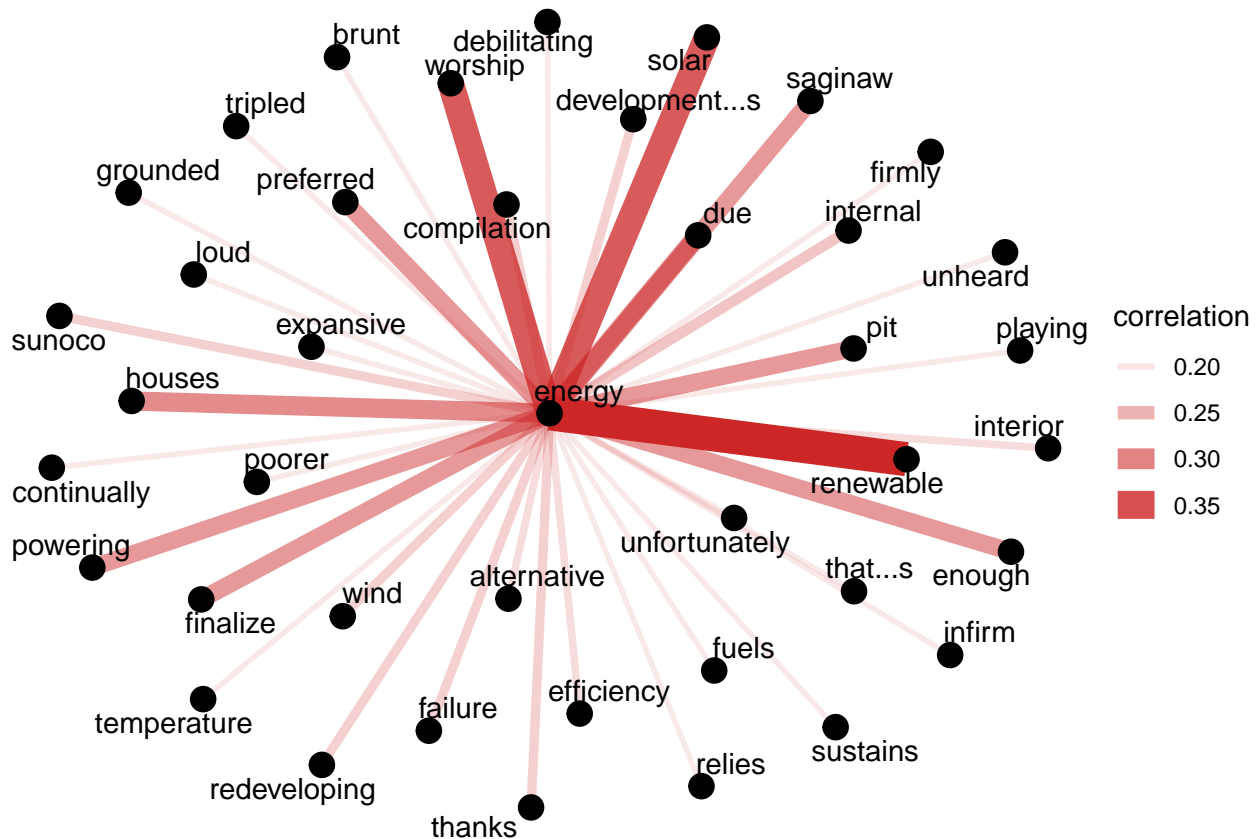 brunt
debilitating
solar
worship
saginaw
development...s
tripled
firmly
grounded
preferred
due
internal
compilation
loud
unheard
expansive
pit
playing
sunoco
correlation
houses
energy
0.20
0.25
interior
0.30
poorer
renewable
continually
0.35
powering
unfortunately
alternative
that...s
enough
wind
finalize
infirm
fuels
efficiency
failure
temperature
sustains
relies
redeveloping
thanks